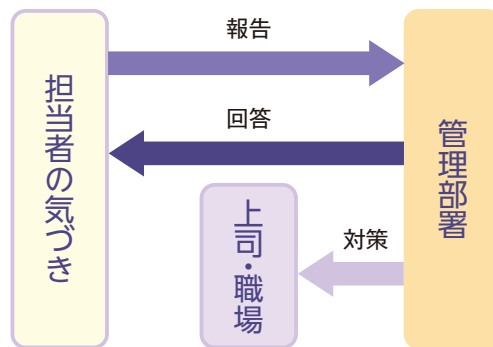 報告
担当者の気づき
回答
管理部署
上司・職場
対策